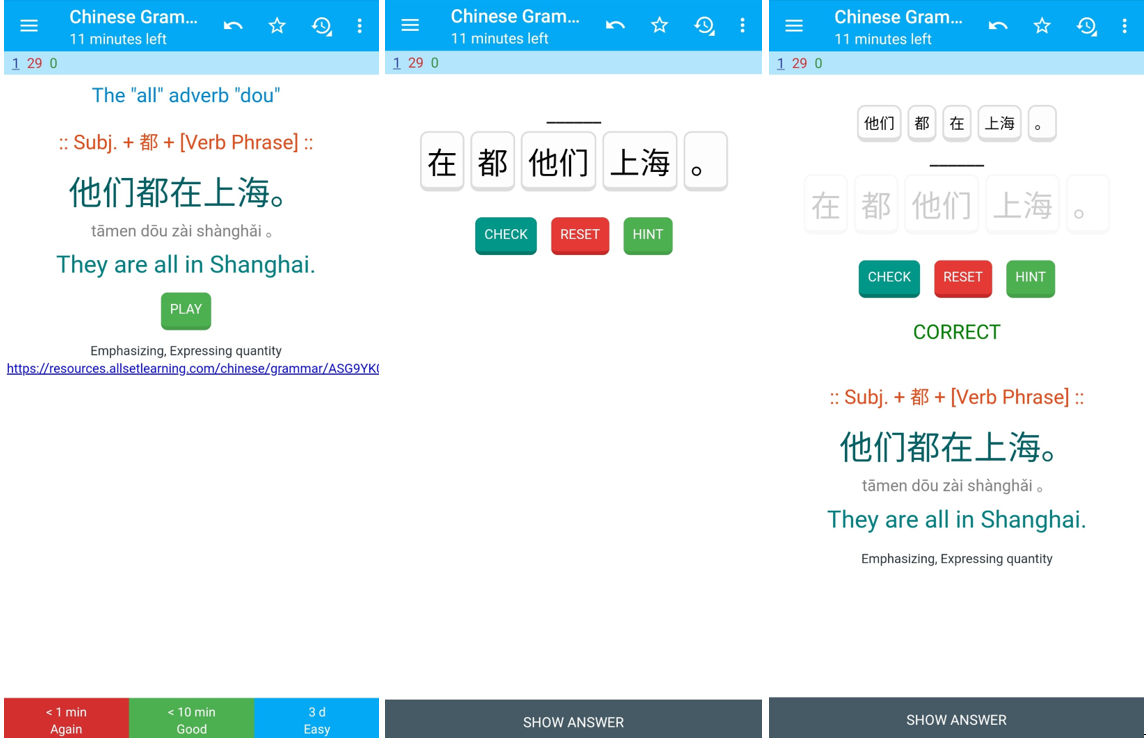 Chinese Gram...
11 minutes left
1 29 0
The "all" adverb "dou"
:: Subj. + 都 + [Verb Phrase] ::
他们都在上海。
tāmen dōu zài shànghǎi 。
They are all in Shanghai.
PLAY
Emphasizing, Expressing quantity
https://resources.allsetlearning.com/chinese/grammar/ASG9YK
< 1 min
Again
< 10 min
Good
3 d
Easy
Chinese Gram...
11 minutes left
1 29 0
在 都 他们 上海 。
CHECK RESET HINT
SHOW ANSWER
Chinese Gram...
11 minutes left
1 29 0
他们 都 在 上海 。
在 都 他们 上海 。
CHECK RESET HINT
CORRECT
:: Subj. + 都 + [Verb Phrase] ::
他们都在上海。
tāmen dōu zài shànghǎi 。
They are all in Shanghai.
Emphasizing, Expressing quantity
SHOW ANSWER